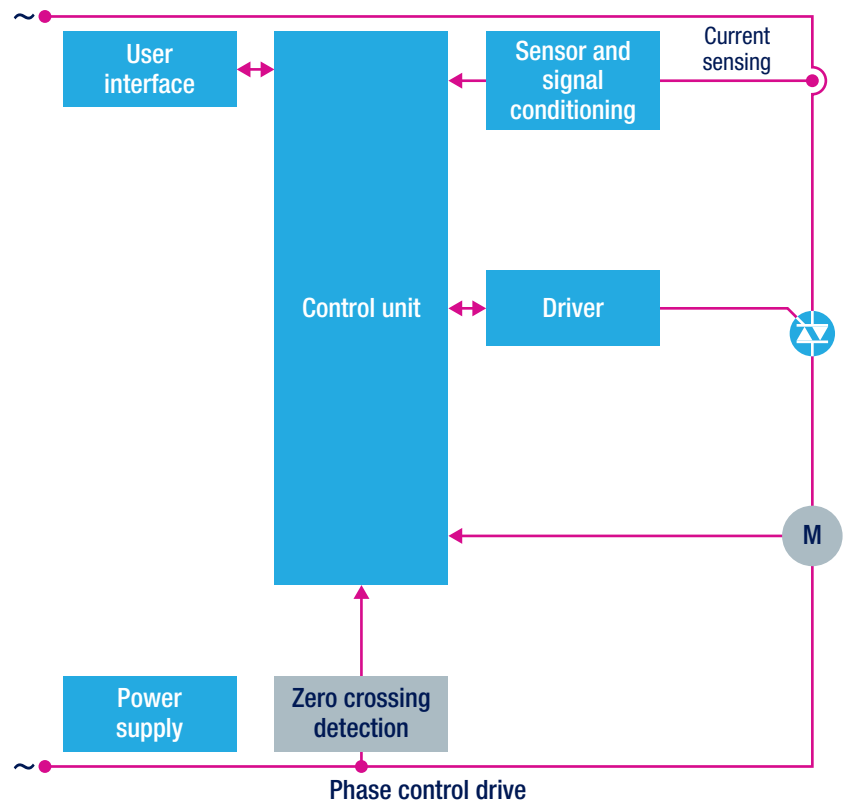 ~
User
interface
Sensor and
signal
conditioning
Current
sensing
Control unit
Driver
M
Power
supply
Zero crossing
detection
~
Phase control drive